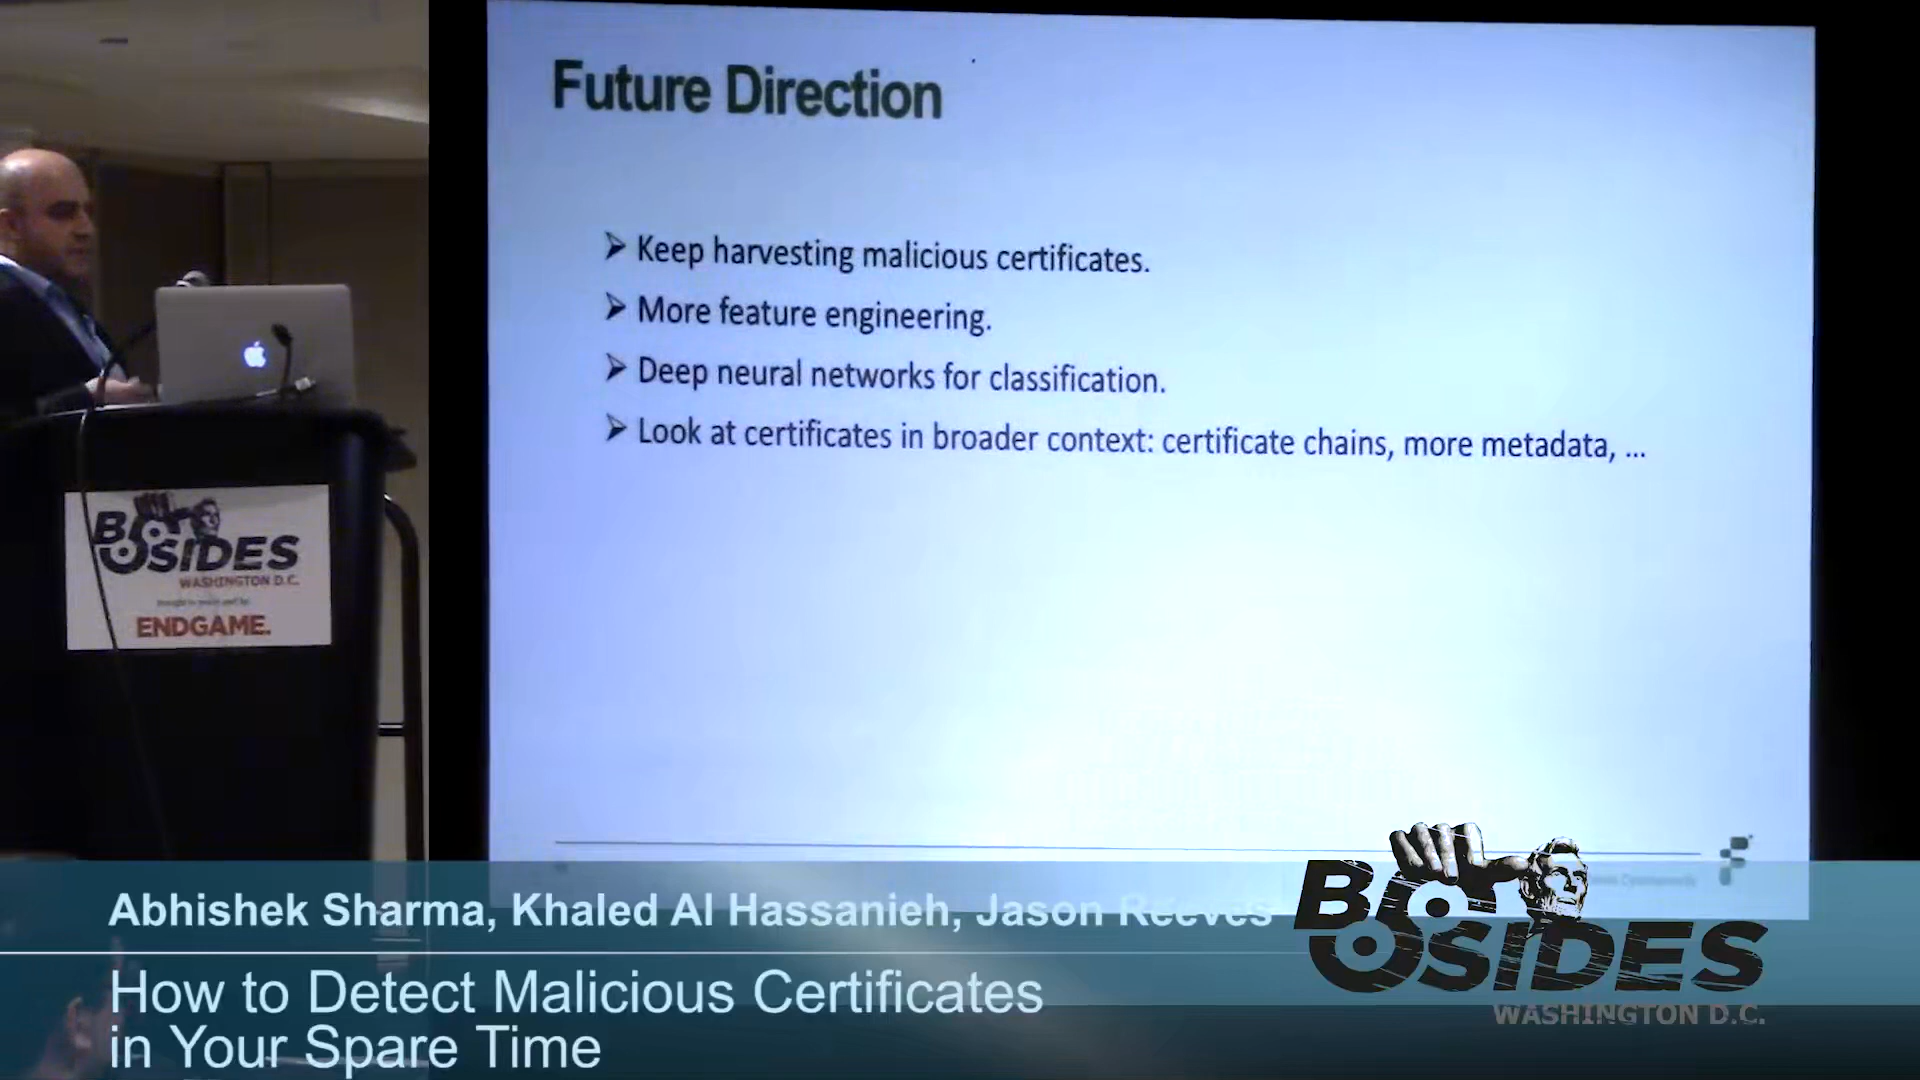 Future Direction
➢ Keep harvesting malicious certificates.
➢ More feature engineering.
➢ Deep neural networks for classification.
➢ Look at certificates in broader context: certificate chains, more metadata, ...
BSIDES
WASHINGTON D.C.
ENDGAME.
Abhishek Sharma, Khaled Al Hassanieh, Jason Reeves
How to Detect Malicious Certificates
in Your Spare Time
BSIDES
WASHINGTON D.C.